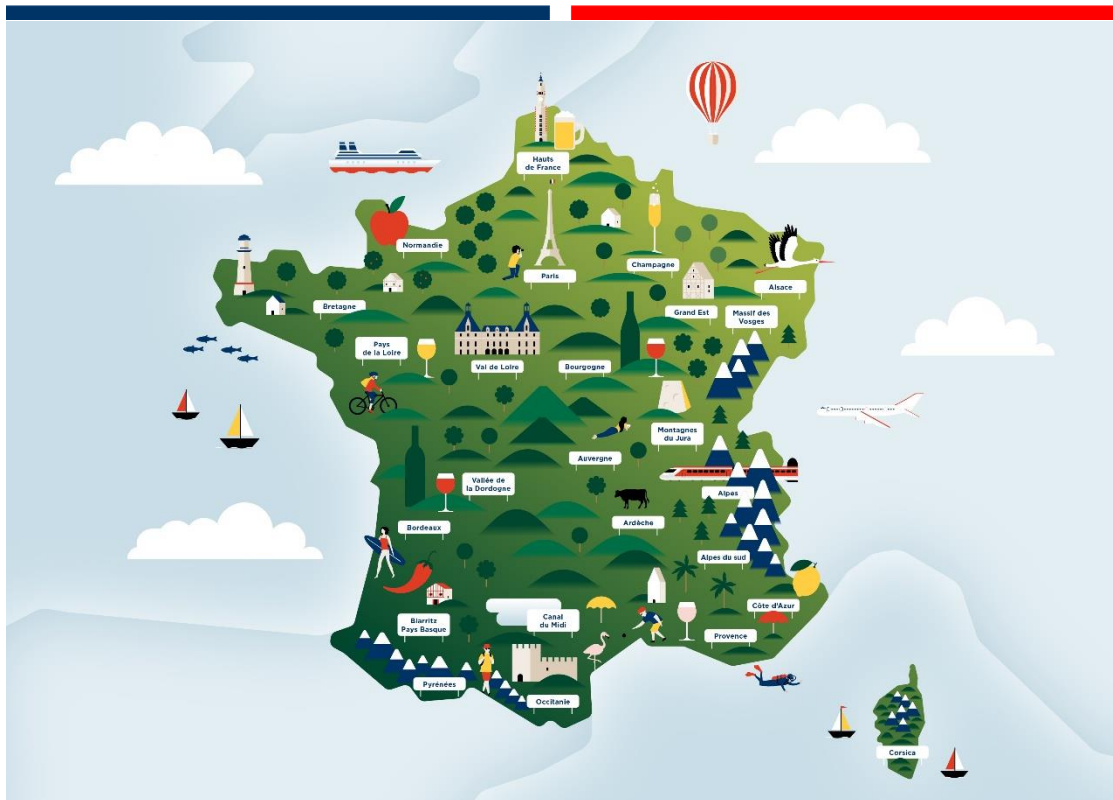 Hauts
de France
Normandie
Paris
Champagne
Alsace
Bretagne
Grand Est
Massif des
Vosges
Pays
de la Loire
Val de Loire
Bourgogne
Montagnes
du Jura
Auvergne
Vallée de
la Dordogne
Alpes
Bordeaux
Ardèche
Alpes du sud
Biarritz
Pays Basque
Canal
du Midi
Côte d'Azur
Provence
Pyrénées
Occitanie
Corsica